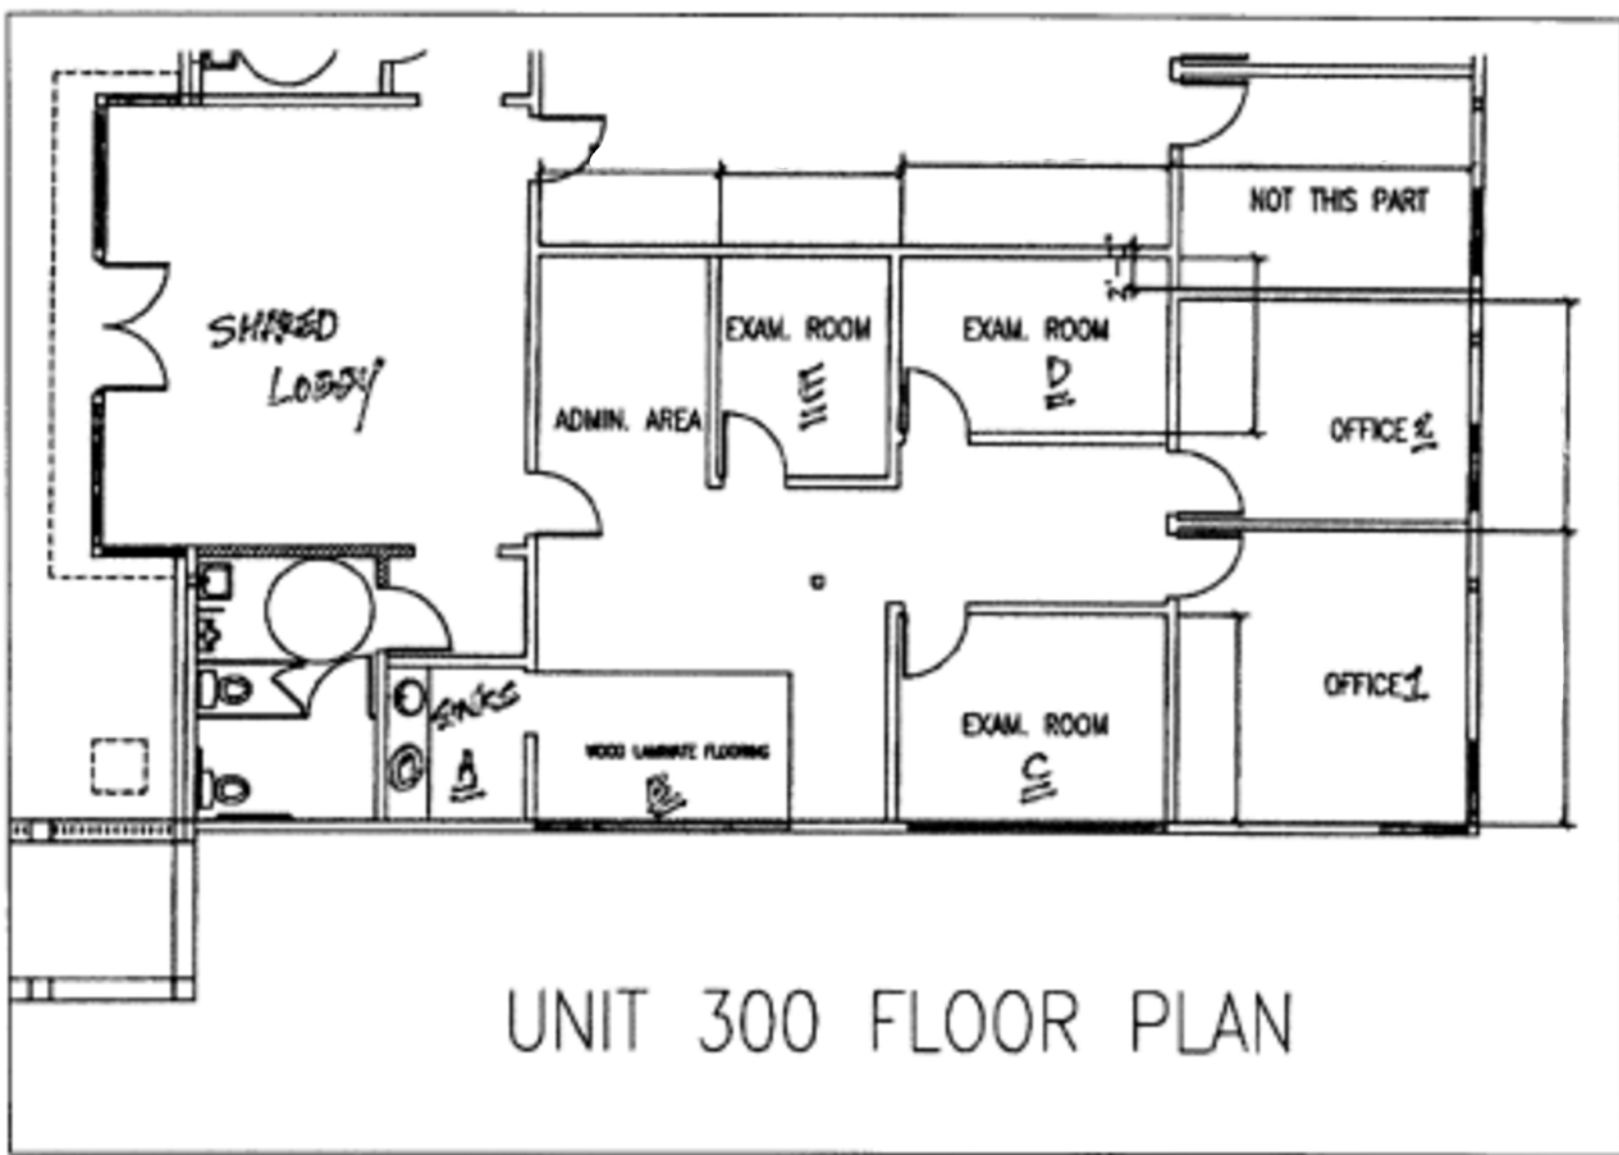 NOT THIS PART
SHARED
LOBBY
EXAM. ROOM
E
EXAM. ROOM
D
ADMIN. AREA
OFFICE 2
OFFICE 1
SINKS
A
WOOD LAMINATE FLOORING
B
EXAM. ROOM
C
UNIT 300 FLOOR PLAN